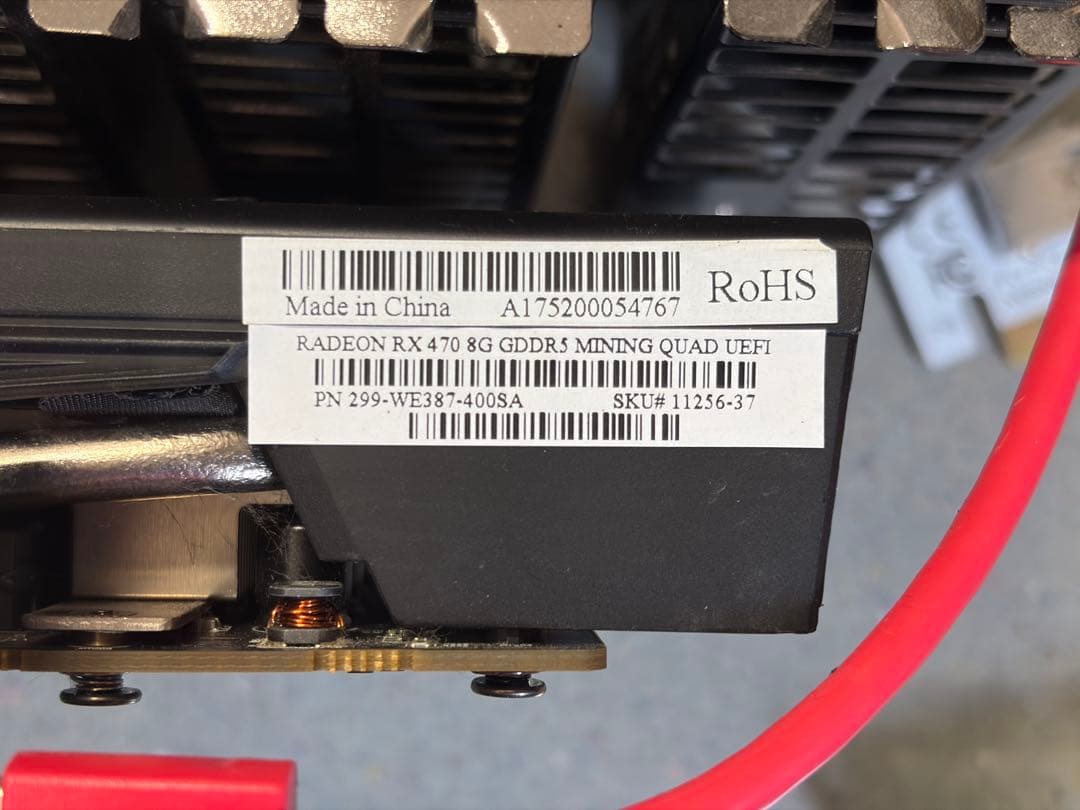 Made in China A175200054767 RoHS
RADEON RX 470 8G GDDR5 MINING QUAD UEFI
PN 299-WE387-400SA SKU# 11256-37